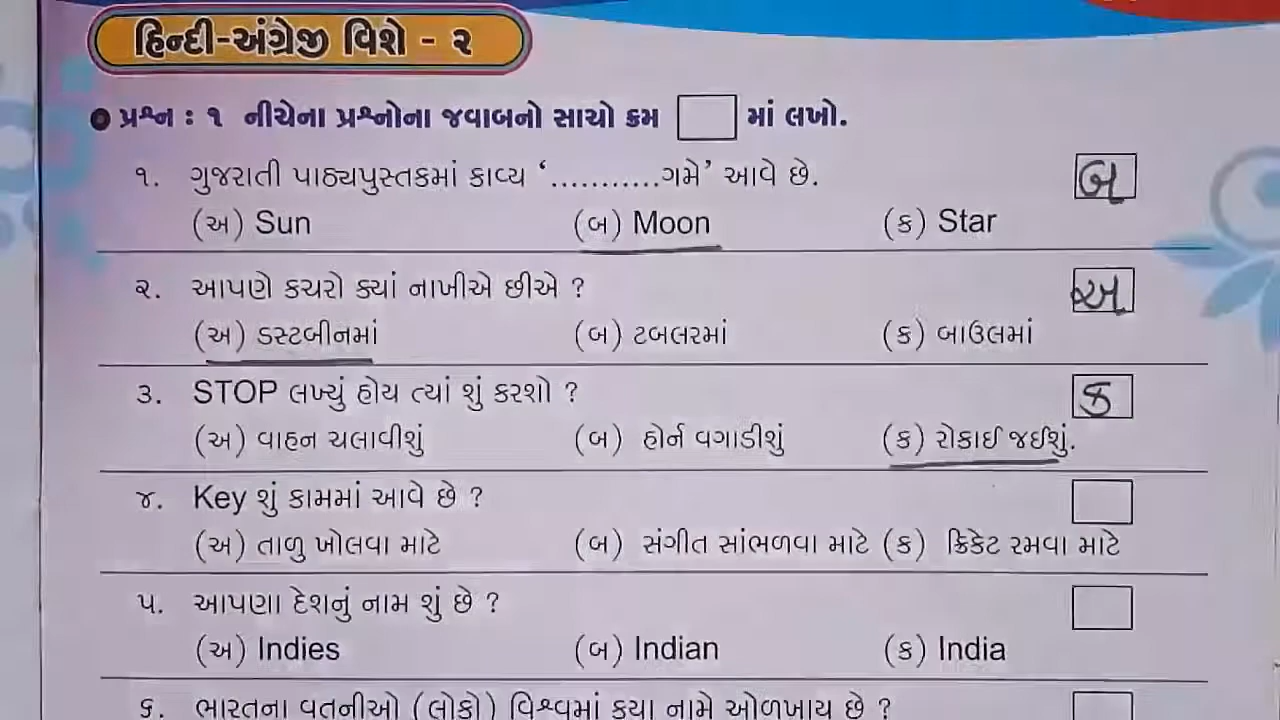 હિન્દી-અંગ્રેજી વિશે - ૨
પ્રશ્ન : ૧ નીચેના પ્રશ્નોના જવાબનો સાચો ક્રમ માં લખો.
૧. ગુજરાતી પાઠ્યપુસ્તકમાં કાવ્ય ‘...........ગમે’ આવે છે. બ
(અ) Sun (બ) Moon (ક) Star
૨. આપણે કચરો ક્યાં નાખીએ છીએ ? અ
(અ) ડસ્ટબીનમાં (બ) ટબલરમાં (ક) બાઉલમાં
૩. STOP લખ્યું હોય ત્યાં શું કરશો ? ક
(અ) વાહન ચલાવીશું (બ) હોર્ન વગાડીશું (ક) રોકાઈ જઈશું.
૪. Key શું કામમાં આવે છે ?
(અ) તાળુ ખોલવા માટે (બ) સંગીત સાંભળવા માટે (ક) ક્રિકેટ રમવા માટે
૫. આપણા દેશનું નામ શું છે ?
(અ) Indies (બ) Indian (ક) India
૬. ભારતના વતનીઓ (લોકો) વિશ્વમાં કયા નામે ઓળખાય છે ?